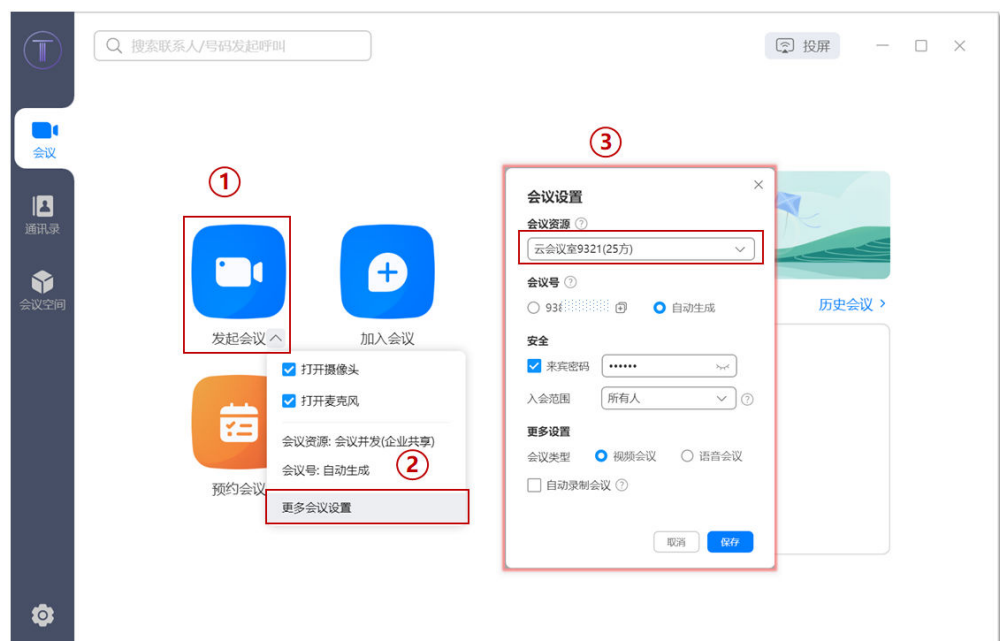 搜索联系人/号码发起呼叫
投屏
会议
通讯录
会议空间
①
发起会议
加入会议
预约会议
打开摄像头
打开麦克风
会议资源: 会议并发(企业共享)
②
会议号: 自动生成
更多会议设置
③
会议设置
会议资源 ?
云会议室9321(25方)
会议号 ?
938
自动生成
安全
来宾密码 ••••••
入会范围 所有人 ?
更多设置
会议类型 视频会议 语音会议
自动录制会议 ?
取消 保存
历史会议 >